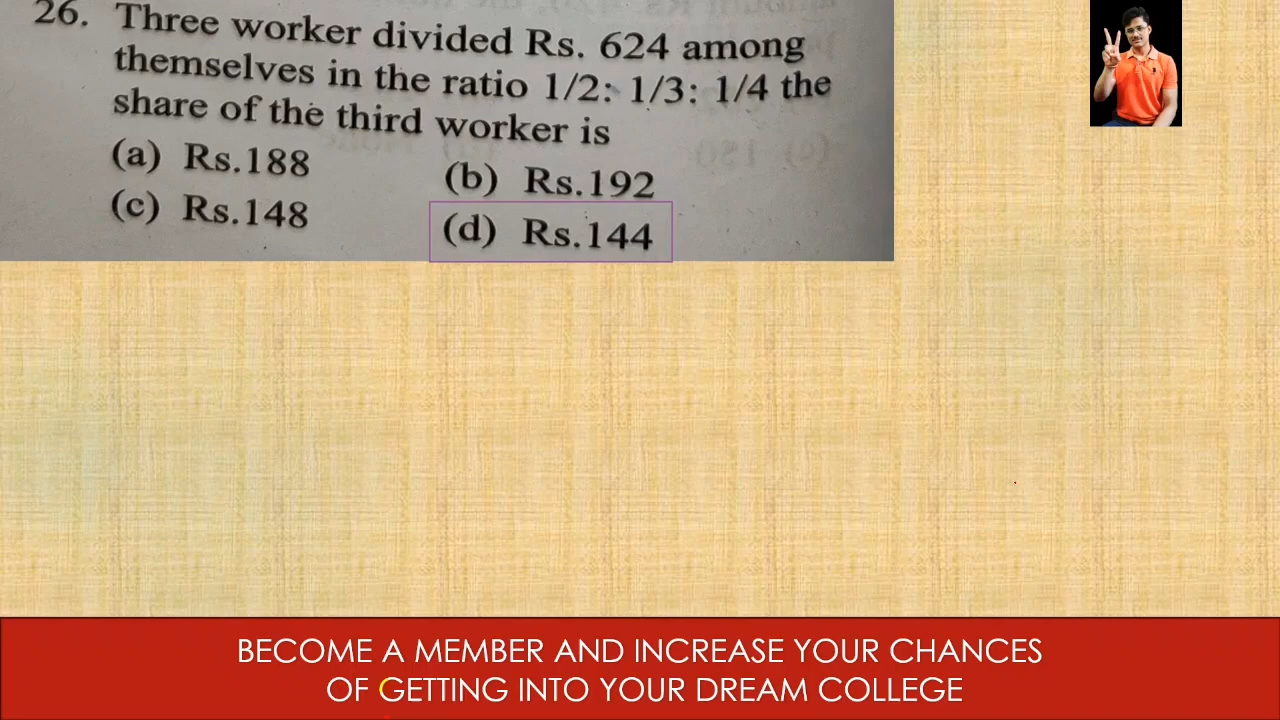 26. Three worker divided Rs. 624 among
themselves in the ratio 1/2: 1/3: 1/4 the
share of the third worker is
(a) Rs.188 (b) Rs.192
(c) Rs.148 (d) Rs.144
BECOME A MEMBER AND INCREASE YOUR CHANCES
OF GETTING INTO YOUR DREAM COLLEGE